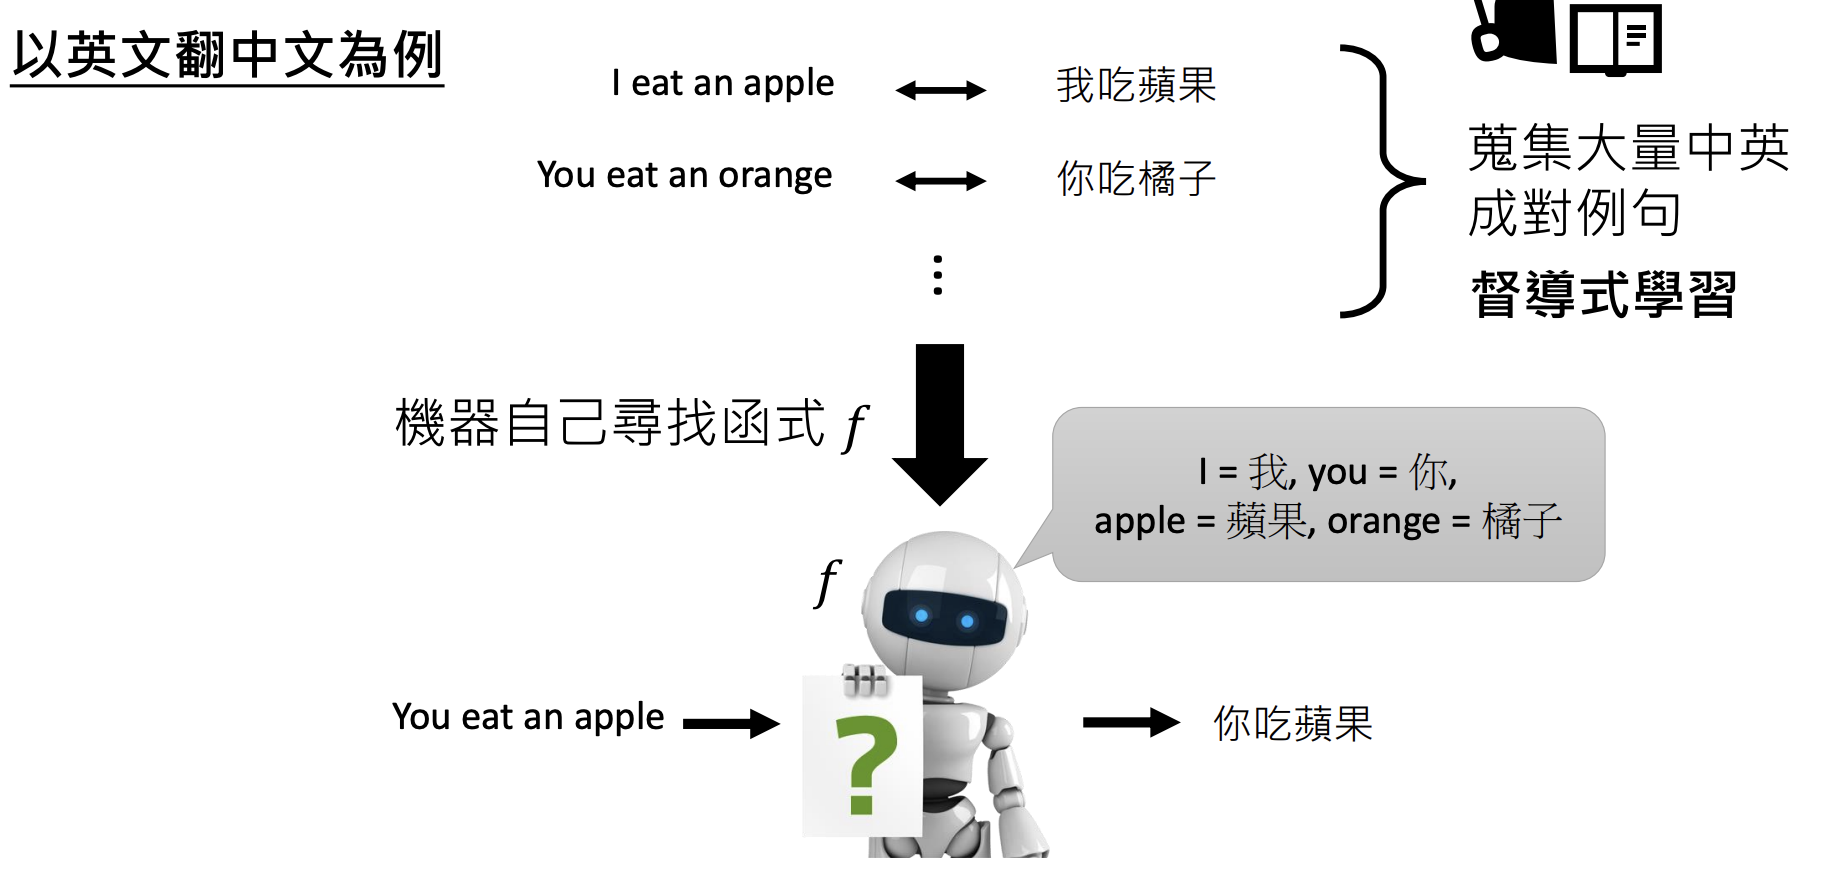 以英文翻中文為例
I eat an apple
我吃蘋果
You eat an orange
你吃橘子
⋮
蒐集大量中英
成對例句
督導式學習
機器自己尋找函式 f
I = 我, you = 你,
apple = 蘋果, orange = 橘子
f
You eat an apple
?
你吃蘋果